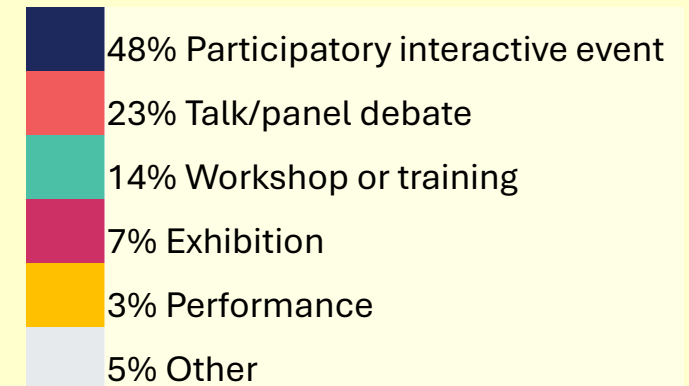 48% Participatory interactive event
23% Talk/panel debate
14% Workshop or training
7% Exhibition
3% Performance
5% Other